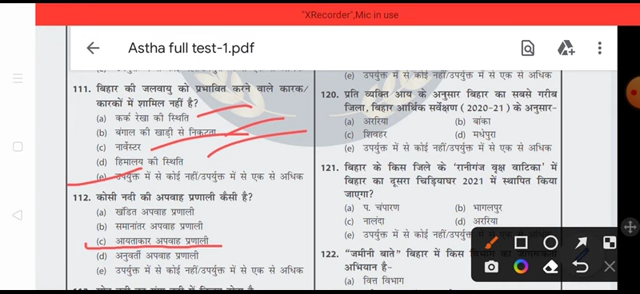 "XRecorder",Mic in use
Astha full test-1.pdf
111. बिहार की जलवायु को प्रभावित करने वाले कारक/
कारकों में शामिल नहीं है?
(a) कर्क रेखा की स्थिति
(b) बंगाल की खाड़ी से निकटता
(c) नार्वेस्टर
(d) हिमालय की स्थिति
(e) उपर्युक्त में से कोई नहीं/उपर्युक्त में से एक से अधिक
112. कोसी नदी की अपवाह प्रणाली कैसी है?
(a) खंडित अपवाह प्रणाली
(b) समानांतर अपवाह प्रणाली
(c) आयताकार अपवाह प्रणाली
(d) अनुवर्ती अपवाह प्रणाली
(e) उपर्युक्त में से कोई नहीं/उपर्युक्त में से एक से अधिक
(e) उपर्युक्त में से कोई नहीं/उपर्युक्त में से एक से अधिक
120. प्रति व्यक्ति आय के अनुसार बिहार का सबसे गरीब
जिला, बिहार आर्थिक सर्वेक्षण (2020-21) के अनुसार-
(a) अररिया (b) बांका
(c) शिवहर (d) मधेपुरा
(e) उपर्युक्त में से कोई नहीं/उपर्युक्त में से एक से अधिक
121. बिहार के किस जिले के 'रानीगंज वृक्ष वाटिका' में
बिहार का दूसरा चिड़ियाघर 2021 में स्थापित किया
जाएगा?
(a) प. चंपारण (b) भागलपुर
(c) नालंदा (d) अररिया
(e) उपर्युक्त में से
122. "जमीनी बाते" बिहार में किस
अभियान है-
(a) वित्त विभाग